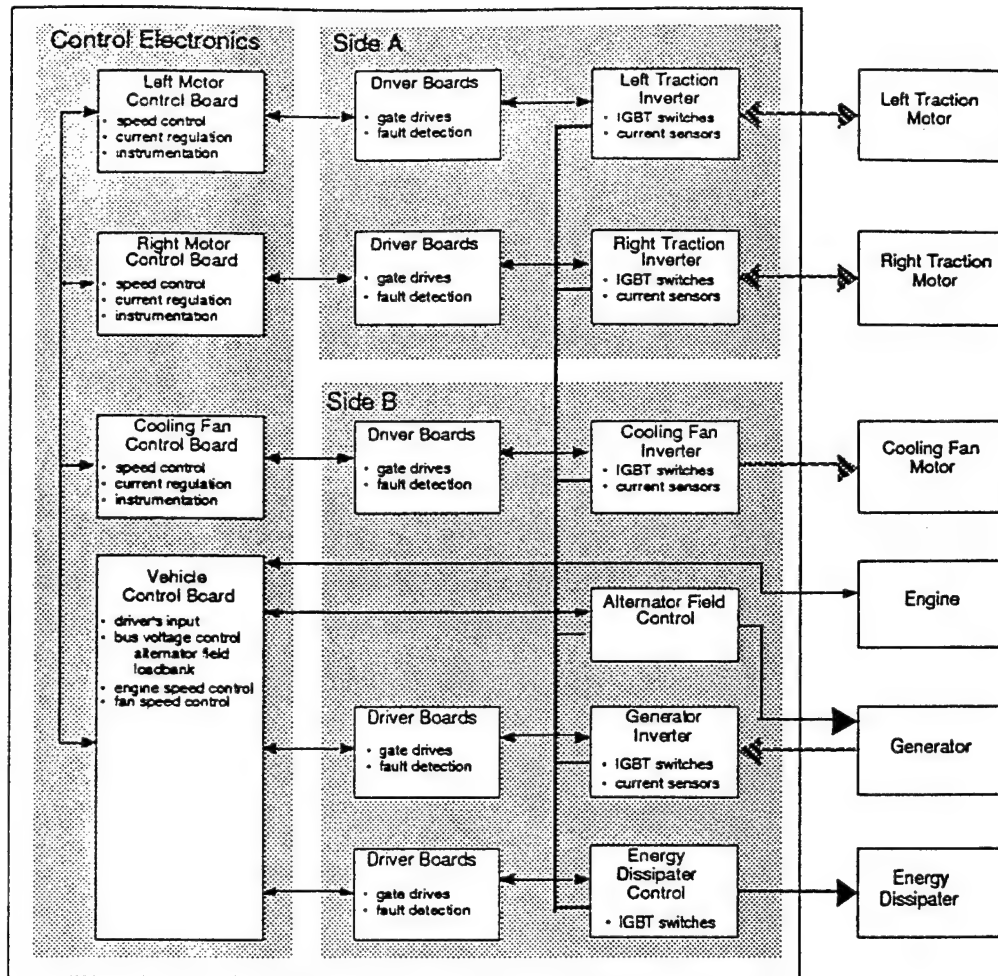 Control Electronics
Side A
Left Motor
Control Board
• speed control
• current regulation
• instrumentation
Driver Boards
• gate drives
• fault detection
Left Traction
Inverter
• IGBT switches
• current sensors
Left Traction
Motor
Right Motor
Control Board
• speed control
• current regulation
• instrumentation
Driver Boards
• gate drives
• fault detection
Right Traction
Inverter
• IGBT switches
• current sensors
Right Traction
Motor
Side B
Cooling Fan
Control Board
• speed control
• current regulation
• instrumentation
Driver Boards
• gate drives
• fault detection
Cooling Fan
Inverter
• IGBT switches
• current sensors
Cooling Fan
Motor
Vehicle
Control Board
• driver's input
• bus voltage control
alternator field
loadbank
• engine speed control
• fan speed control
Alternator Field
Control
Engine
Driver Boards
• gate drives
• fault detection
Generator
Inverter
• IGBT switches
• current sensors
Generator
Driver Boards
• gate drives
• fault detection
Energy
Dissipater
Control
• IGBT switches
Energy
Dissipater